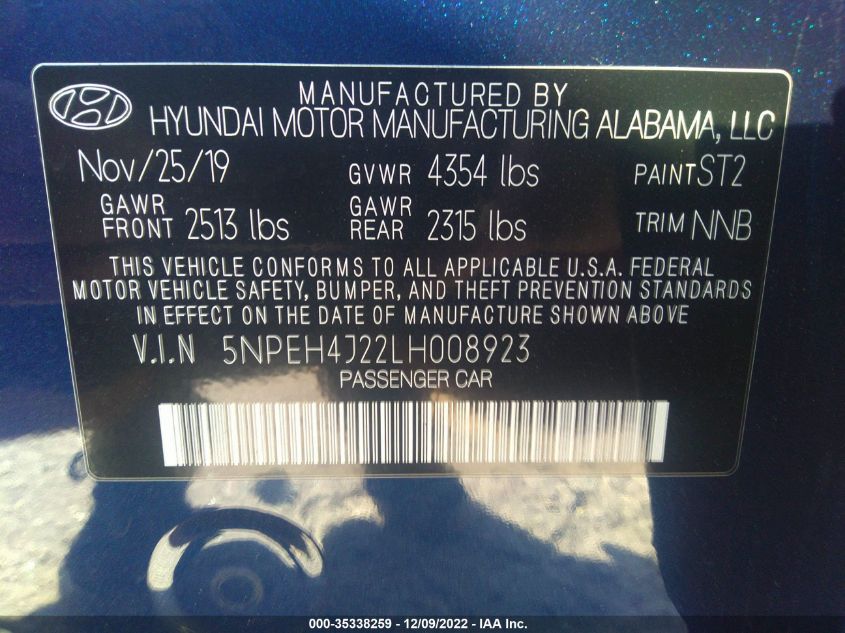 MANUFACTURED BY
HYUNDAI MOTOR MANUFACTURING ALABAMA, LLC
Nov/25/19 GVWR 4354 lbs PAINT ST2
GAWR FRONT 2513 lbs GAWR REAR 2315 lbs TRIM NNB
THIS VEHICLE CONFORMS TO ALL APPLICABLE U.S.A. FEDERAL
MOTOR VEHICLE SAFETY, BUMPER, AND THEFT PREVENTION STANDARDS
IN EFFECT ON THE DATE OF MANUFACTURE SHOWN ABOVE
V.I.N 5NPEH4J22LH008923
PASSENGER CAR
000-35338259 - 12/09/2022 - IAA Inc.